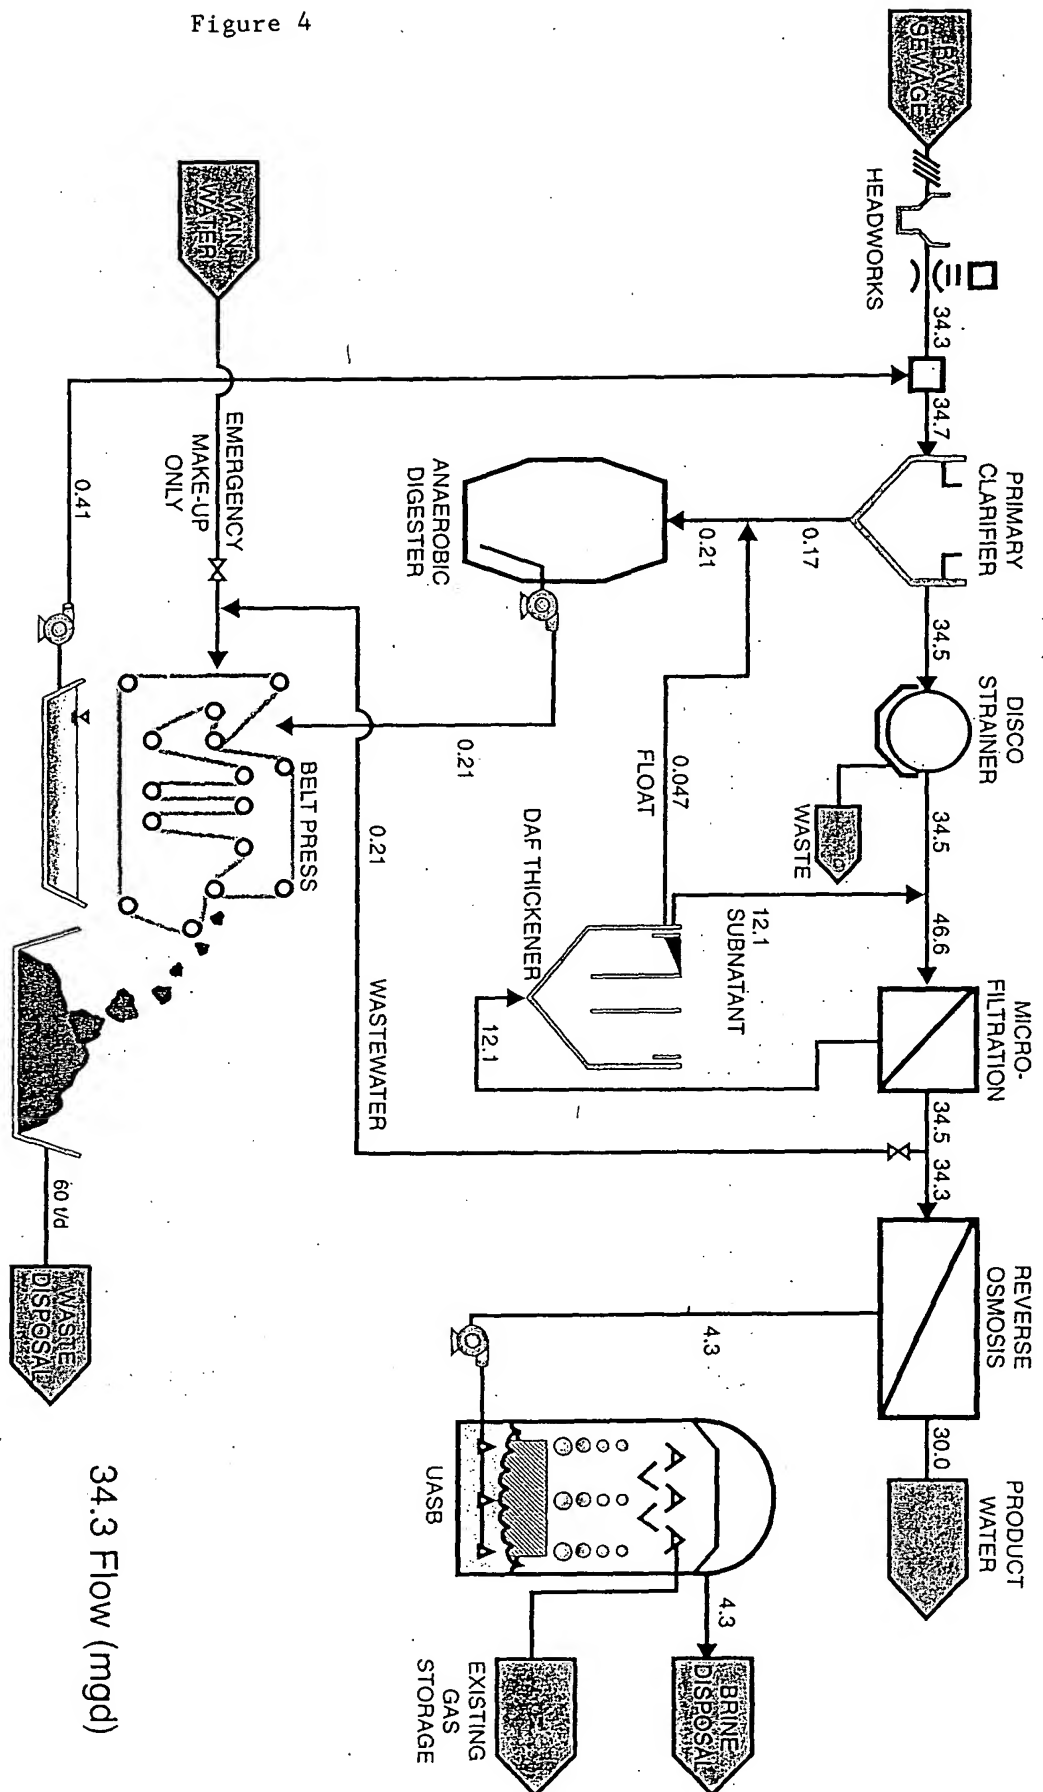 Figure 4
RAW
SEWAGE
HEADWORKS
34.3
34.7
PRIMARY
CLARIFIER
34.5
DISCO
STRAINER
WASTE
34.5
46.6
MICRO-
FILTRATION
34.5
34.3
REVERSE
OSMOSIS
30.0
PRODUCT
WATER
0.17
0.21
ANAEROBIC
DIGESTER
0.047
FLOAT
12.1
SUBNATANT
DAF THICKENER
12.1
4.3
UASB
4.3
BRINE
DISPOSAL
EXISTING
GAS
STORAGE
MAIN
WATER
EMERGENCY
MAKE-UP
ONLY
0.21
0.21
WASTEWATER
BELT PRESS
0.41
60 t/d
WASTE
DISPOSAL
34.3 Flow (mgd)